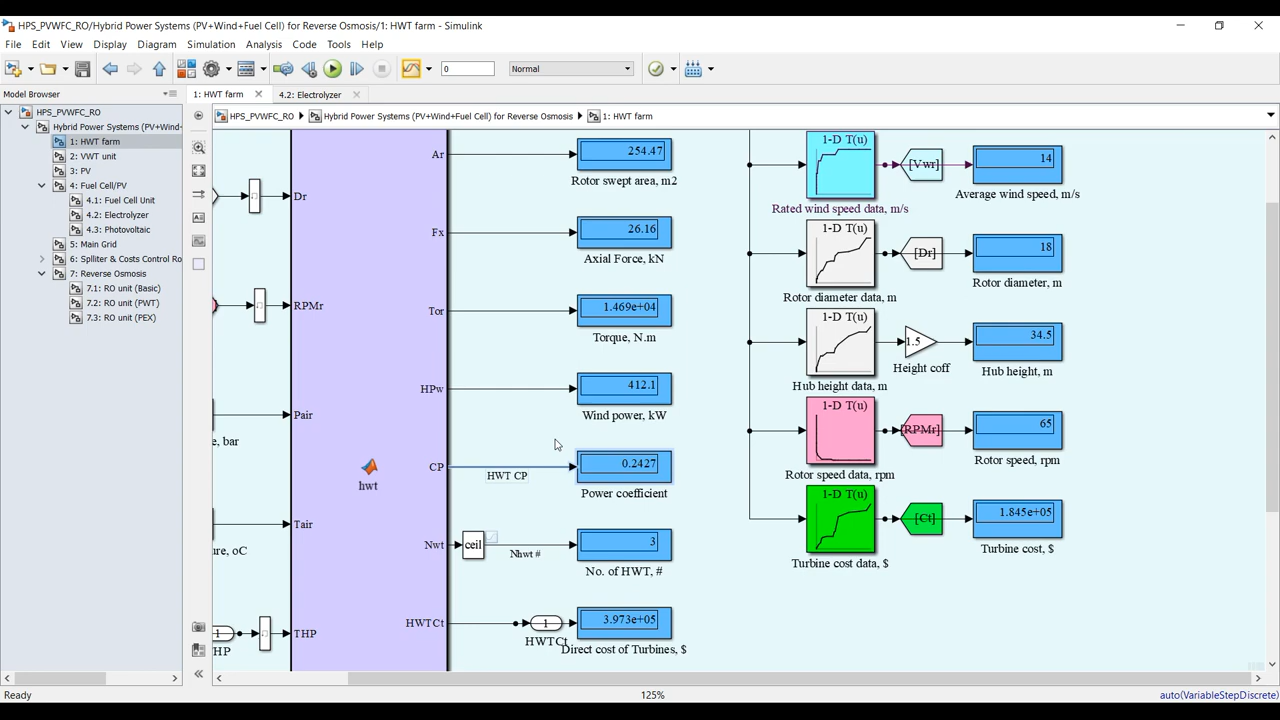 HPS_PVWFC_RO/Hybrid Power Systems (PV+Wind+Fuel Cell) for Reverse Osmosis/1: HWT farm - Simulink
File Edit View Display Diagram Simulation Analysis Code Tools Help
0
Normal
Model Browser
1: HWT farm
4.2: Electrolyzer
HPS_PVWFC_RO
Hybrid Power Systems (PV+Wind+Fuel Cell) for Reverse Osmosis
1: HWT farm
HPS_PVWFC_RO
Hybrid Power Systems (PV+Wind-
1: HWT farm
2: VWT unit
3: PV
4: Fuel Cell/PV
4.1: Fuel Cell Unit
4.2: Electrolyzer
4.3: Photovoltaic
5: Main Grid
6: Spliiter & Costs Control Ro
7: Reverse Osmosis
7.1: RO unit (Basic)
7.2: RO unit (PWT)
7.3: RO unit (PEX)
Dr
RPMr
Pair
e, bar
hwt
Tair
ure, oC
1
HP
THP
Ar
254.47
Rotor swept area, m2
Fx
26.16
Axial Force, kN
Tor
1.469e+04
Torque, N.m
HPw
412.1
Wind power, kW
CP
HWT CP
0.2427
Power coefficient
Nwt
ceil
Nhwt #
3
No. of HWT, #
HWTCt
1
HWTCt
3.973e+05
Direct cost of Turbines, $
1-D T(u)
[Vwr]
14
Rated wind speed data, m/s
Average wind speed, m/s
1-D T(u)
[Dr]
18
Rotor diameter data, m
Rotor diameter, m
1-D T(u)
1.5
Height coff
34.5
Hub height data, m
Hub height, m
1-D T(u)
[RPMr]
65
Rotor speed data, rpm
Rotor speed, rpm
1-D T(u)
[Ct]
1.845e+05
Turbine cost data, $
Turbine cost, $
Ready
125%
auto(VariableStepDiscrete)